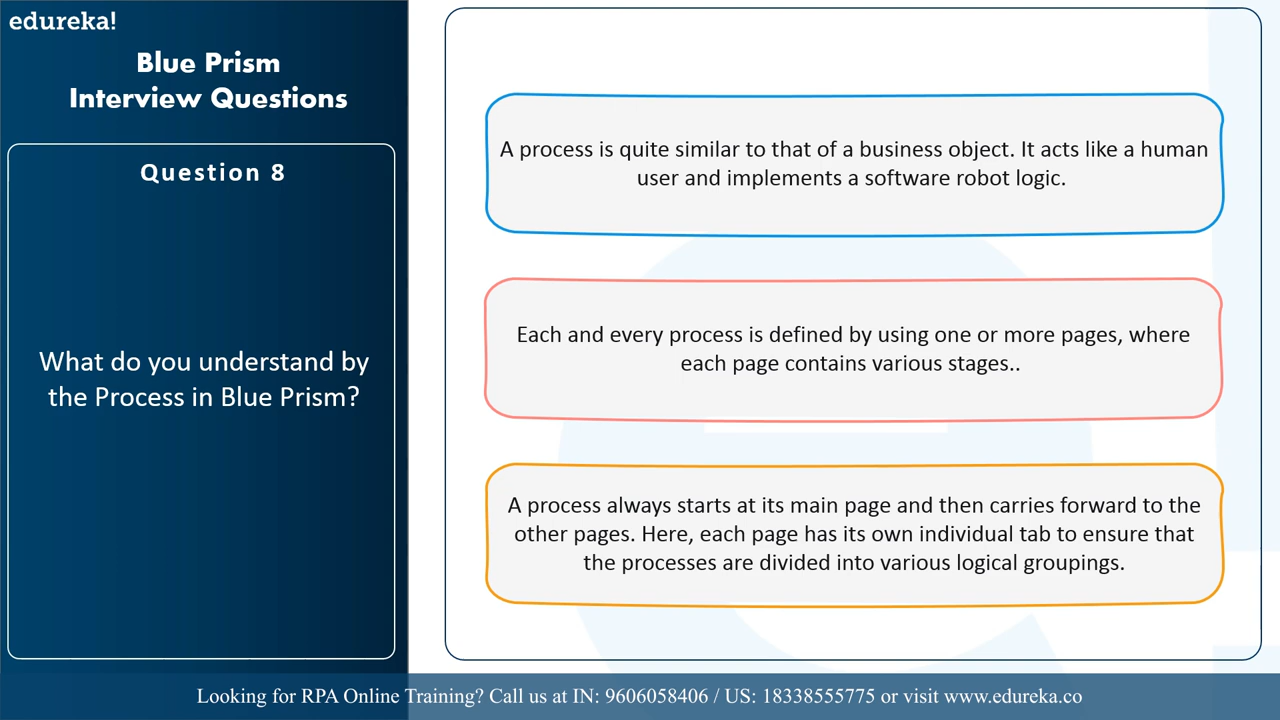 edureka!
Blue Prism
Interview Questions
Question 8
What do you understand by
the Process in Blue Prism?
A process is quite similar to that of a business object. It acts like a human
user and implements a software robot logic.
Each and every process is defined by using one or more pages, where
each page contains various stages..
A process always starts at its main page and then carries forward to the
other pages. Here, each page has its own individual tab to ensure that
the processes are divided into various logical groupings.
Looking for RPA Online Training? Call us at IN: 9606058406 / US: 18338555775 or visit www.edureka.co